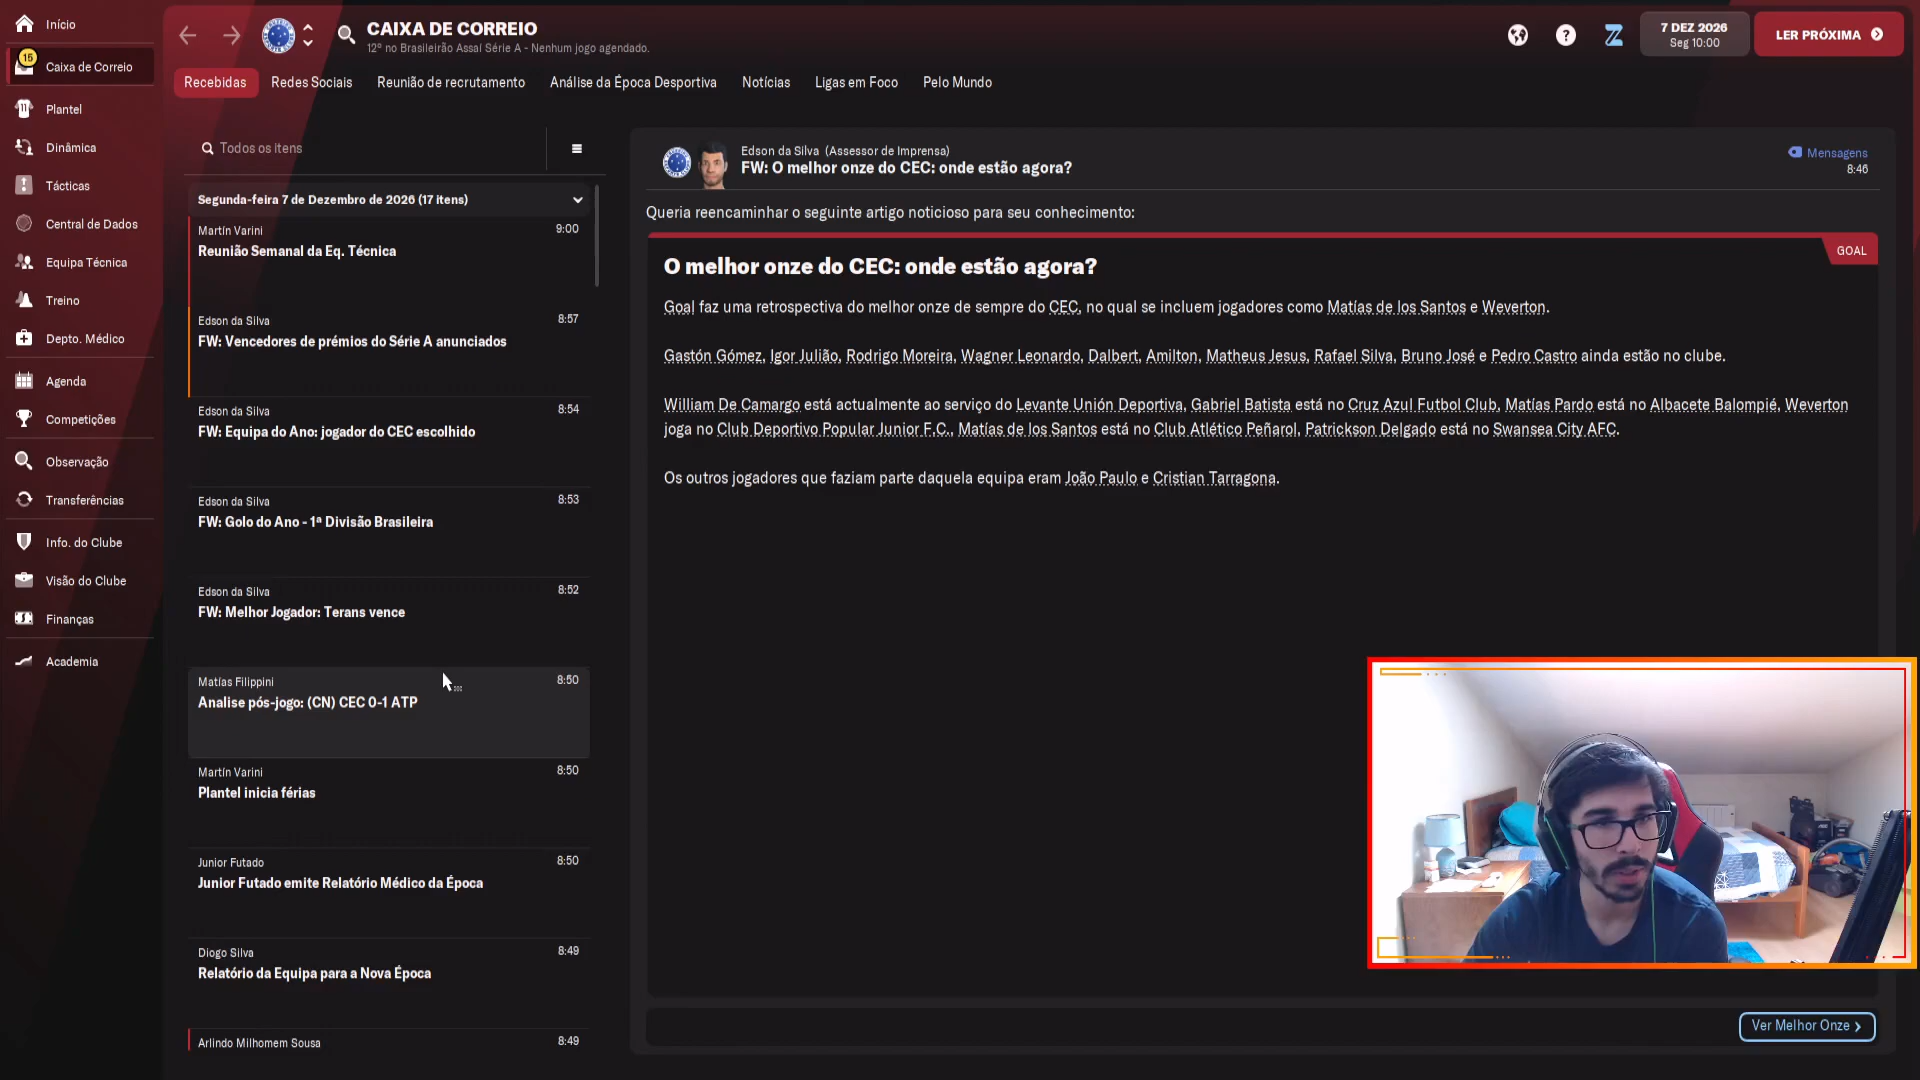 Início
15
Caixa de Correio
Plantel
Dinâmica
Tácticas
Central de Dados
Equipa Técnica
Treino
Depto. Médico
Agenda
Competições
Observação
Transferências
Info. do Clube
Visão do Clube
Finanças
Academia
CAIXA DE CORREIO
12º no Brasileirão Assaí Série A - Nenhum jogo agendado.
7 DEZ 2026
Seg 10:00
LER PRÓXIMA
Recebidas
Redes Sociais
Reunião de recrutamento
Análise da Época Desportiva
Notícias
Ligas em Foco
Pelo Mundo
Todos os itens
Segunda-feira 7 de Dezembro de 2026 (17 itens)
Martín Varini 9:00
Reunião Semanal da Eq. Técnica
Edson da Silva 8:57
FW: Vencedores de prémios do Série A anunciados
Edson da Silva 8:54
FW: Equipa do Ano: jogador do CEC escolhido
Edson da Silva 8:53
FW: Golo do Ano - 1ª Divisão Brasileira
Edson da Silva 8:52
FW: Melhor Jogador: Terans vence
Matías Filippini 8:50
Analise pós-jogo: (CN) CEC 0-1 ATP
Martín Varini 8:50
Plantel inicia férias
Junior Futado 8:50
Junior Futado emite Relatório Médico da Época
Diogo Silva 8:49
Relatório da Equipa para a Nova Época
Arlindo Milhomem Sousa 8:49
Edson da Silva (Assessor de Imprensa)
FW: O melhor onze do CEC: onde estão agora?
Mensagens
8:46
Queria reencaminhar o seguinte artigo noticioso para seu conhecimento:
GOAL
O melhor onze do CEC: onde estão agora?
Goal faz uma retrospectiva do melhor onze de sempre do CEC, no qual se incluem jogadores como Matías de los Santos e Weverton.
Gastón Gómez, Igor Julião, Rodrigo Moreira, Wagner Leonardo, Dalbert, Amilton, Matheus Jesus, Rafael Silva, Bruno José e Pedro Castro ainda estão no clube.
William De Camargo está actualmente ao serviço do Levante Unión Deportiva, Gabriel Batista está no Cruz Azul Futbol Club, Matías Pardo está no Albacete Balompié, Weverton
joga no Club Deportivo Popular Junior F.C., Matías de los Santos está no Club Atlético Peñarol, Patrickson Delgado está no Swansea City AFC.
Os outros jogadores que faziam parte daquela equipa eram João Paulo e Cristian Tarragona.
Ver Melhor Onze